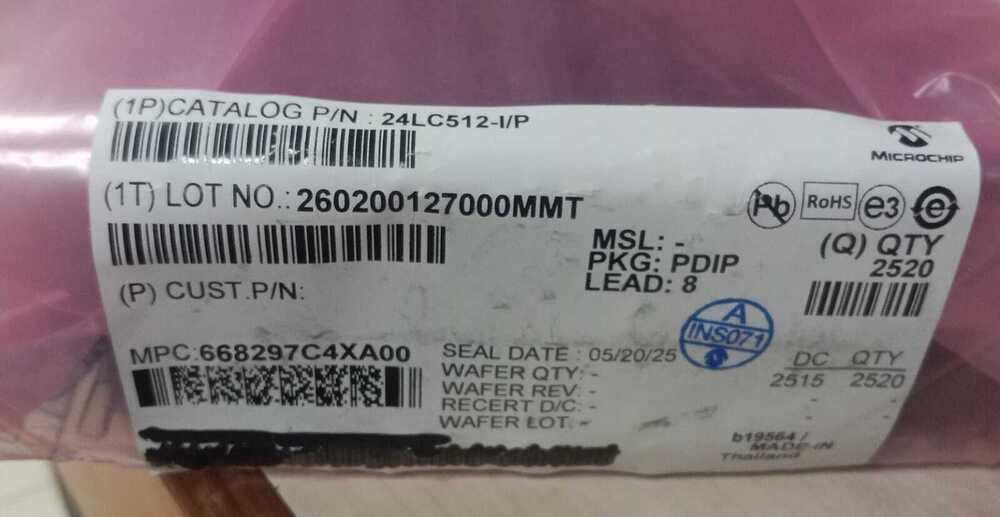 (1P)CATALOG P/N : 24LC512-I/P
MICROCHIP
(1T) LOT NO.: 260200127000MMT
Pb
RoHS
e3
e
MSL: -
PKG: PDIP
LEAD: 8
(Q) QTY
2520
(P) CUST.P/N:
A
INS071
MPC:668297C4XA00
SEAL DATE : 05/20/25
WAFER QTY: -
WAFER REV: -
RECERT D/C: -
WAFER LOT: -
DC QTY
2515 2520
- -
- -
b19564 /
MADE-IN
Thailand